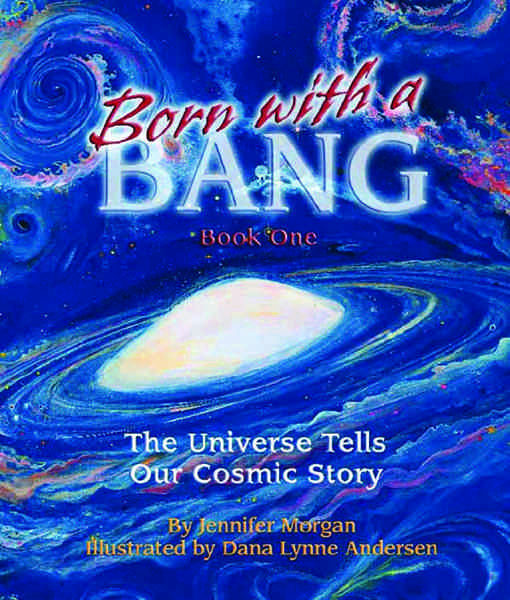 Born with a
BANG
Book One
The Universe Tells
Our Cosmic Story
By Jennifer Morgan
Illustrated by Dana Lynne Andersen